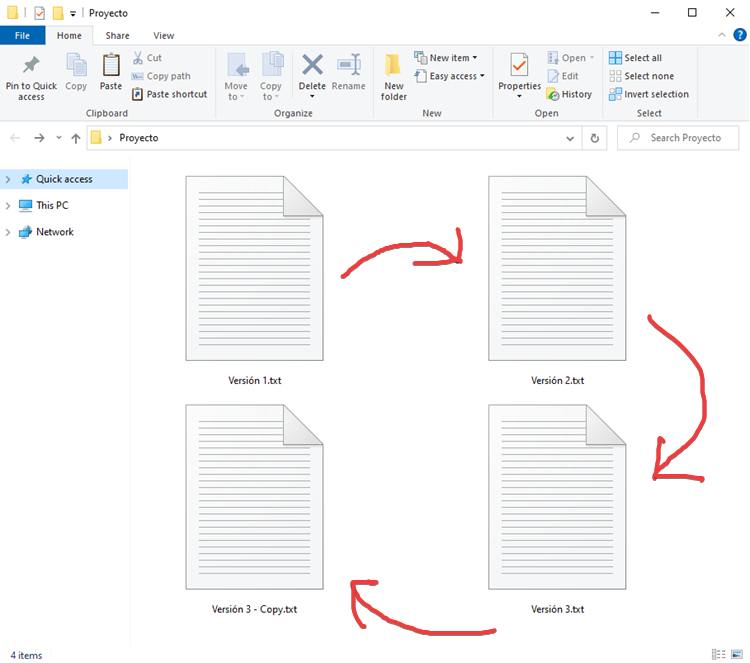 Proyecto
File Home Share View
Pin to Quick access
Copy
Paste
Cut
Copy path
Paste shortcut
Clipboard
Move to
Copy to
Delete
Rename
Organize
New folder
New item
Easy access
New
Properties
Open
Edit
History
Open
Select all
Select none
Invert selection
Select
Proyecto
Search Proyecto
Quick access
This PC
Network
Versión 1.txt
Versión 2.txt
Versión 3 - Copy.txt
Versión 3.txt
4 items